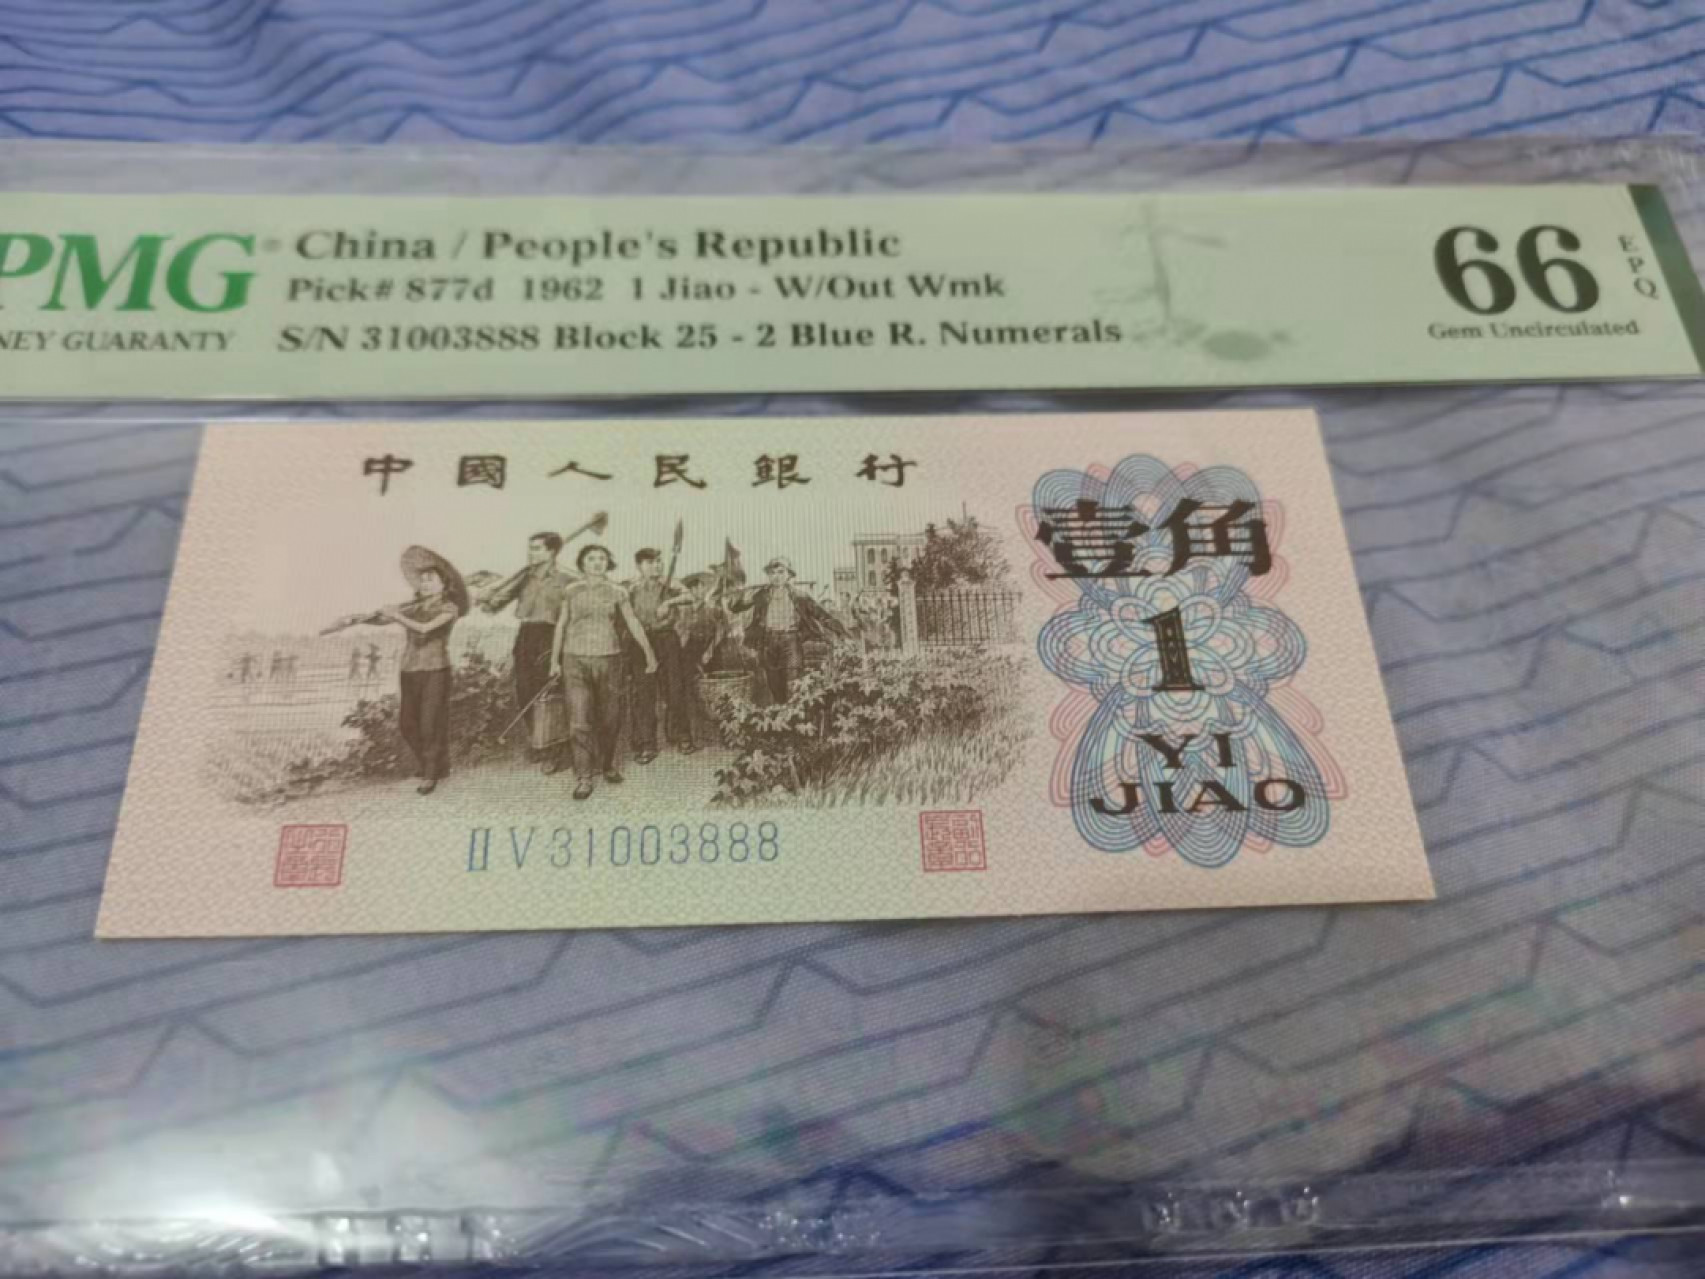 PMG® China / People's Republic
Pick# 877d 1962 1 Jiao - W/Out Wmk
NEY GUARANTY S/N 31003888 Block 25 - 2 Blue R. Numerals
66
EPQ
Gem Uncirculated
中國人民銀行
壹角
1
YI
JIAO
II V 31003888